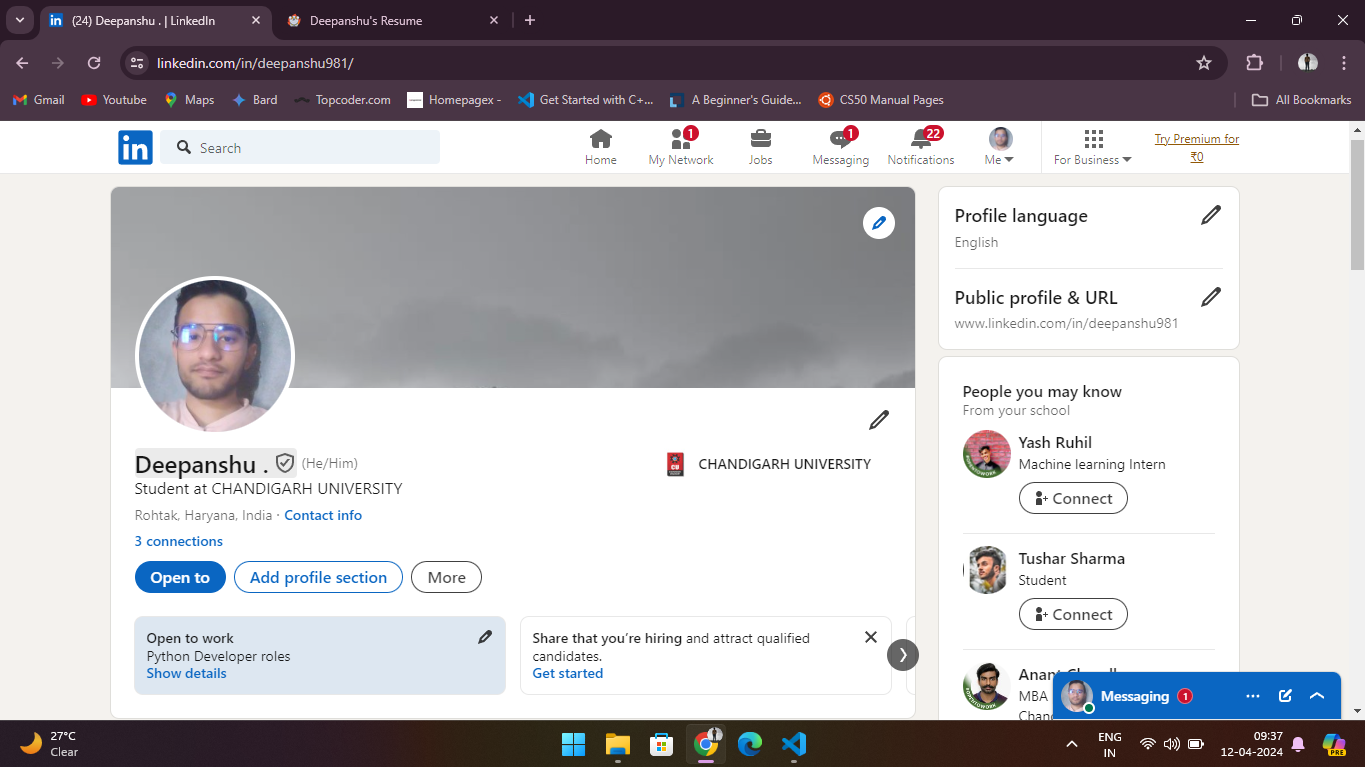 (24) Deepanshu . | LinkedIn
Deepanshu's Resume
linkedin.com/in/deepanshu981/
Gmail
Youtube
Maps
Bard
Topcoder.com
Homepagex -
Get Started with C+...
A Beginner's Guide...
CS50 Manual Pages
All Bookmarks
in
Search
1
1
22
Home
My Network
Jobs
Messaging
Notifications
Me
For Business
Try Premium for
₹0
Profile language
English
Public profile & URL
www.linkedin.com/in/deepanshu981
Deepanshu .
(He/Him)
Student at CHANDIGARH UNIVERSITY
Rohtak, Haryana, India · Contact info
3 connections
CU
CHANDIGARH UNIVERSITY
Open to
Add profile section
More
Open to work
Python Developer roles
Show details
Share that you’re hiring and attract qualified
candidates.
Get started
People you may know
From your school
Yash Ruhil
Machine learning Intern
Connect
Tushar Sharma
Student
Connect
MBA
Messaging 1
27°C
Clear
ENG
IN
09:37
12-04-2024
PRE